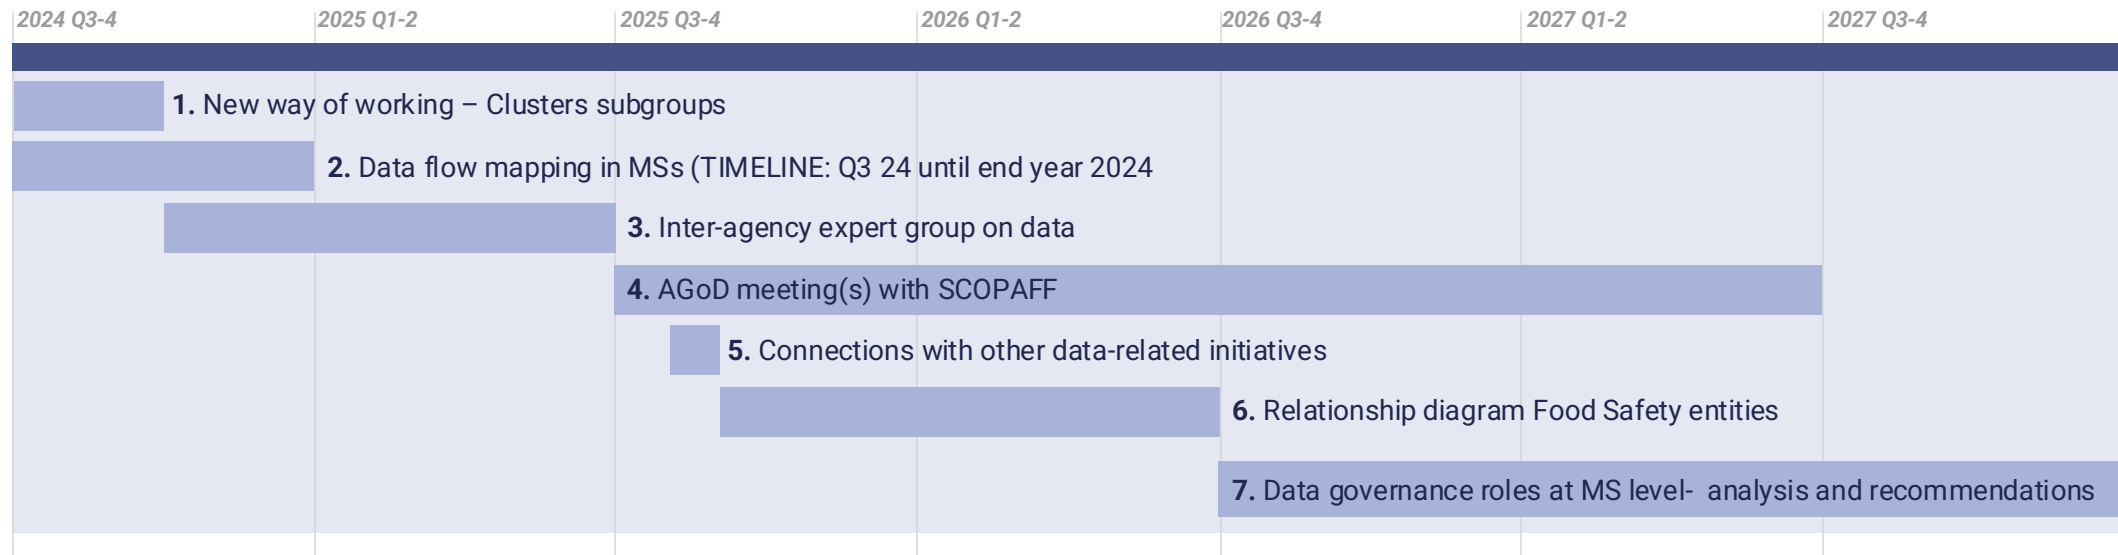 2024 Q3-4 2025 Q1-2 2025 Q3-4 2026 Q1-2 2026 Q3-4 2027 Q1-2 2027 Q3-4
1. New way of working – Clusters subgroups
2. Data flow mapping in MSs (TIMELINE: Q3 24 until end year 2024
3. Inter-agency expert group on data
4. AGoD meeting(s) with SCOPAFF
5. Connections with other data-related initiatives
6. Relationship diagram Food Safety entities
7. Data governance roles at MS level-  analysis and recommendations